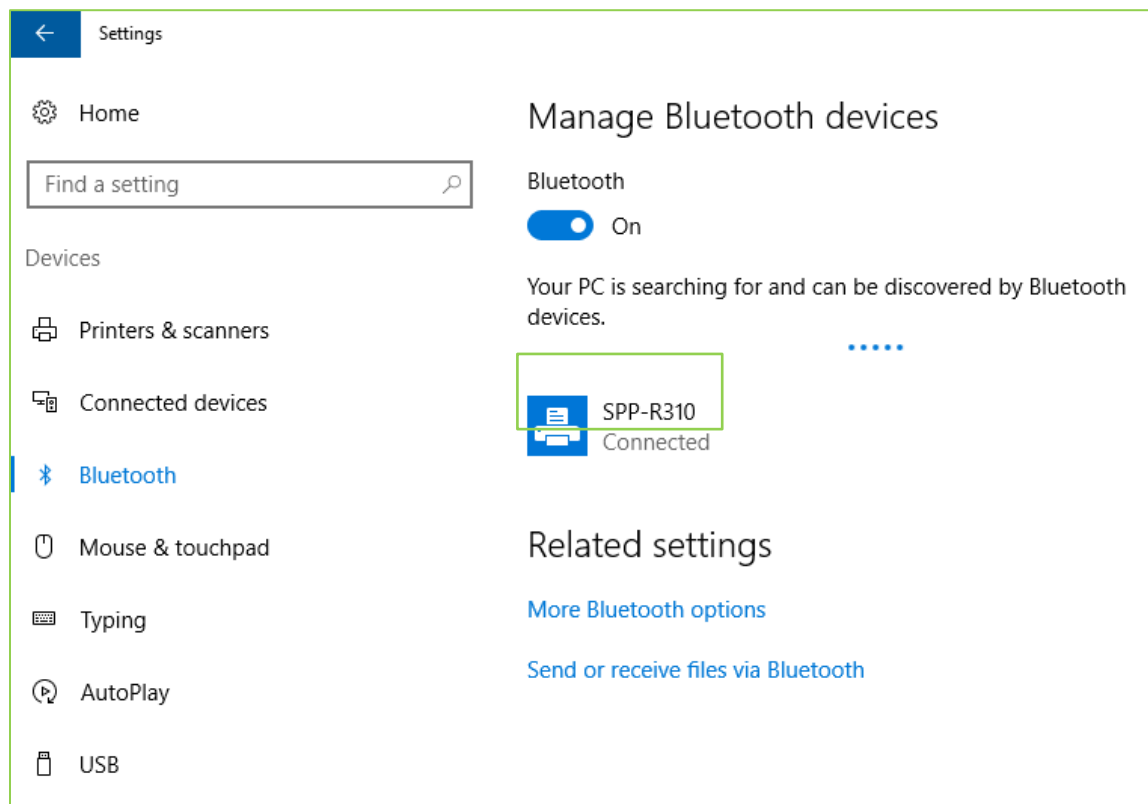 Settings
Home
Find a setting
Devices
Printers & scanners
Connected devices
Bluetooth
Mouse & touchpad
Typing
AutoPlay
USB
Manage Bluetooth devices
Bluetooth
On
Your PC is searching for and can be discovered by Bluetooth
devices.
SPP-R310
Connected
Related settings
More Bluetooth options
Send or receive files via Bluetooth